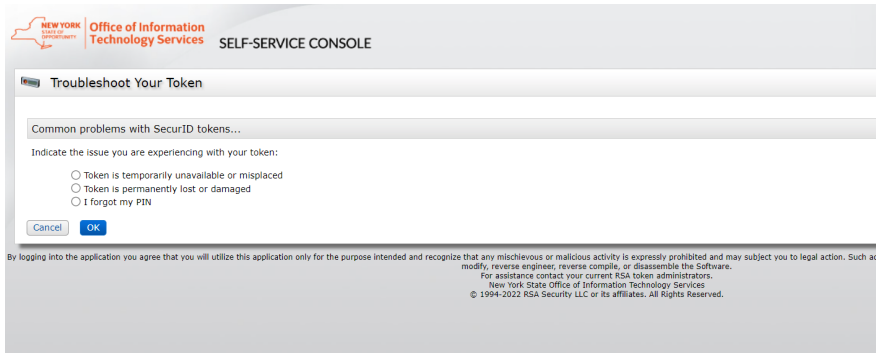 NEW YORK
STATE OF
OPPORTUNITY
Office of Information
Technology Services
SELF-SERVICE CONSOLE
Troubleshoot Your Token
Common problems with SecurID tokens...
Indicate the issue you are experiencing with your token:
Token is temporarily unavailable or misplaced
Token is permanently lost or damaged
I forgot my PIN
Cancel OK
By logging into the application you agree that you will utilize this application only for the purpose intended and recognize that any mischievous or malicious activity is expressly prohibited and may subject you to legal action. Such
modify, reverse engineer, reverse compile, or disassemble the Software.
For assistance contact your current RSA token administrators.
New York State Office of Information Technology Services
© 1994-2022 RSA Security LLC or its affiliates. All Rights Reserved.